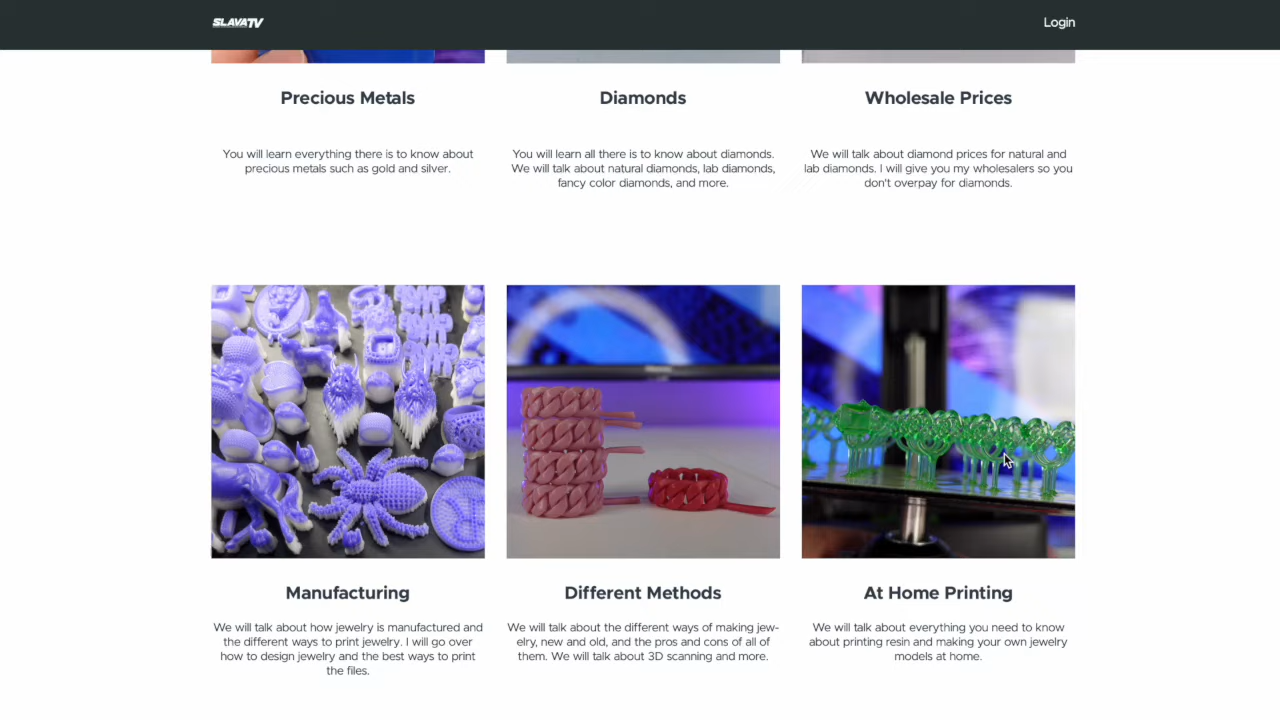 SLAVATV
Login
Precious Metals
Diamonds
Wholesale Prices
You will learn everything there is to know about
precious metals such as gold and silver.
You will learn all there is to know about diamonds.
We will talk about natural diamonds, lab diamonds,
fancy color diamonds, and more.
We will talk about diamond prices for natural and
lab diamonds. I will give you my wholesalers so you
don't overpay for diamonds.
Manufacturing
Different Methods
At Home Printing
We will talk about how jewelry is manufactured and
the different ways to print jewelry. I will go over
how to design jewelry and the best ways to print
the files.
We will talk about the different ways of making jew-
elry, new and old, and the pros and cons of all of
them. We will talk about 3D scanning and more.
We will talk about everything you need to know
about printing resin and making your own jewelry
models at home.